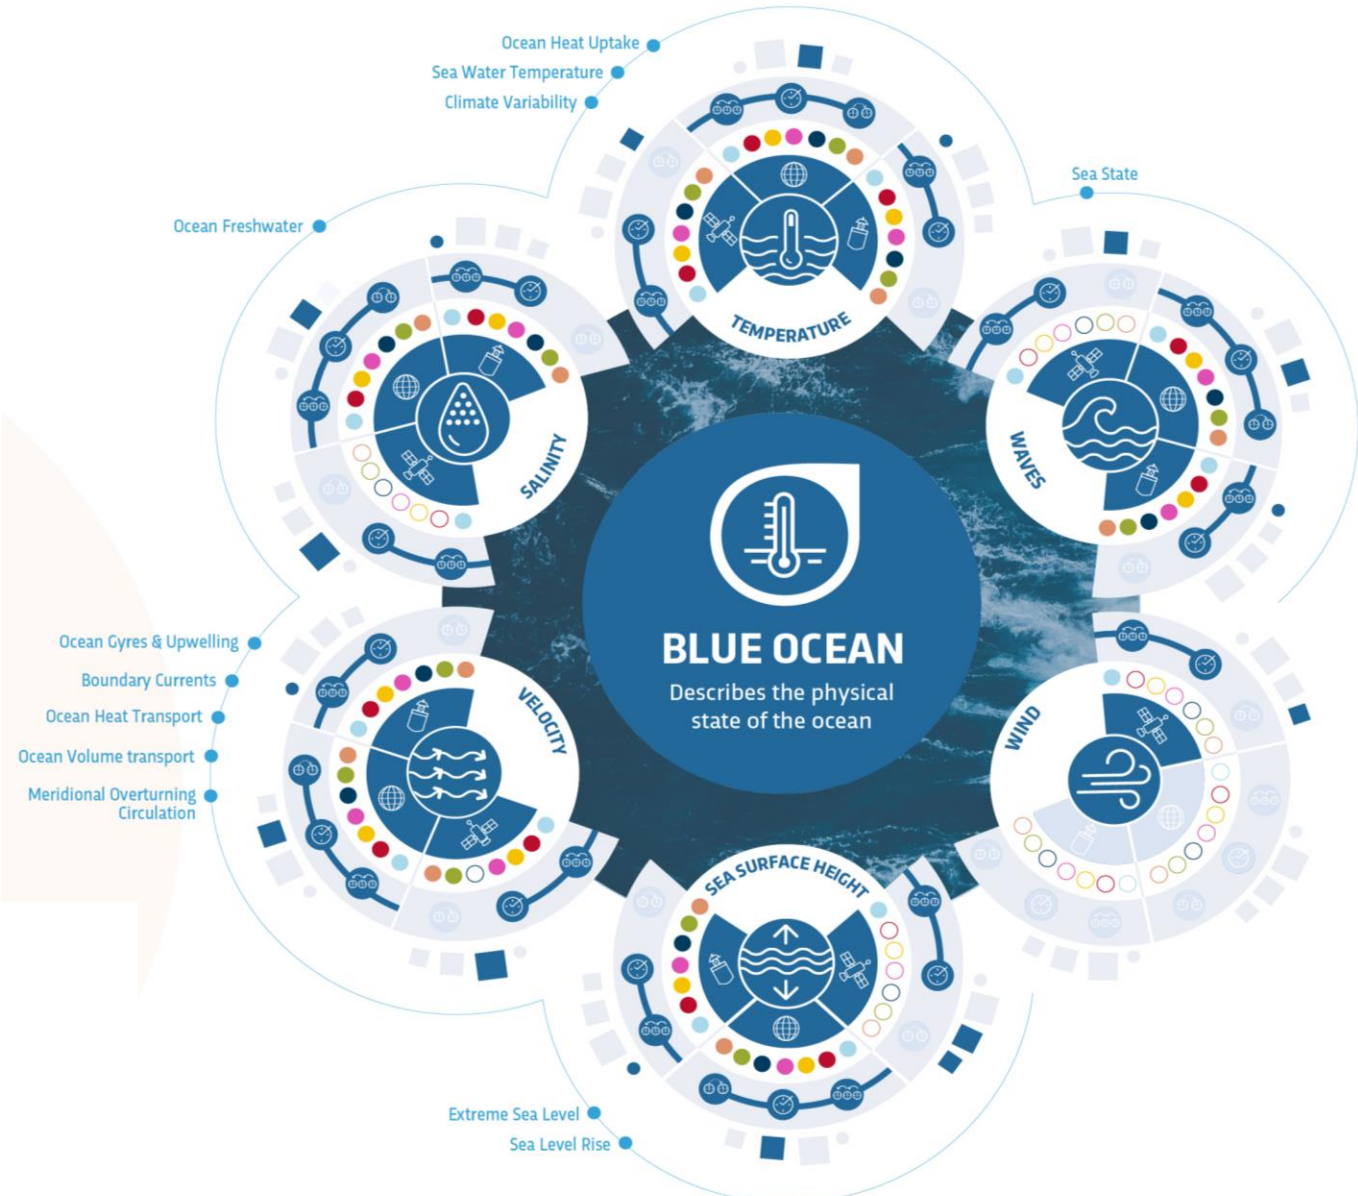 Ocean Heat Uptake
Sea Water Temperature
Climate Variability
Sea State
Ocean Freshwater
TEMPERATURE
SALINITY
WAVES
BLUE OCEAN
Describes the physical
state of the ocean
Ocean Gyres & Upwelling
Boundary Currents
Ocean Heat Transport
Ocean Volume transport
Meridional Overturning
Circulation
VELOCITY
WIND
SEA SURFACE HEIGHT
Extreme Sea Level
Sea Level Rise